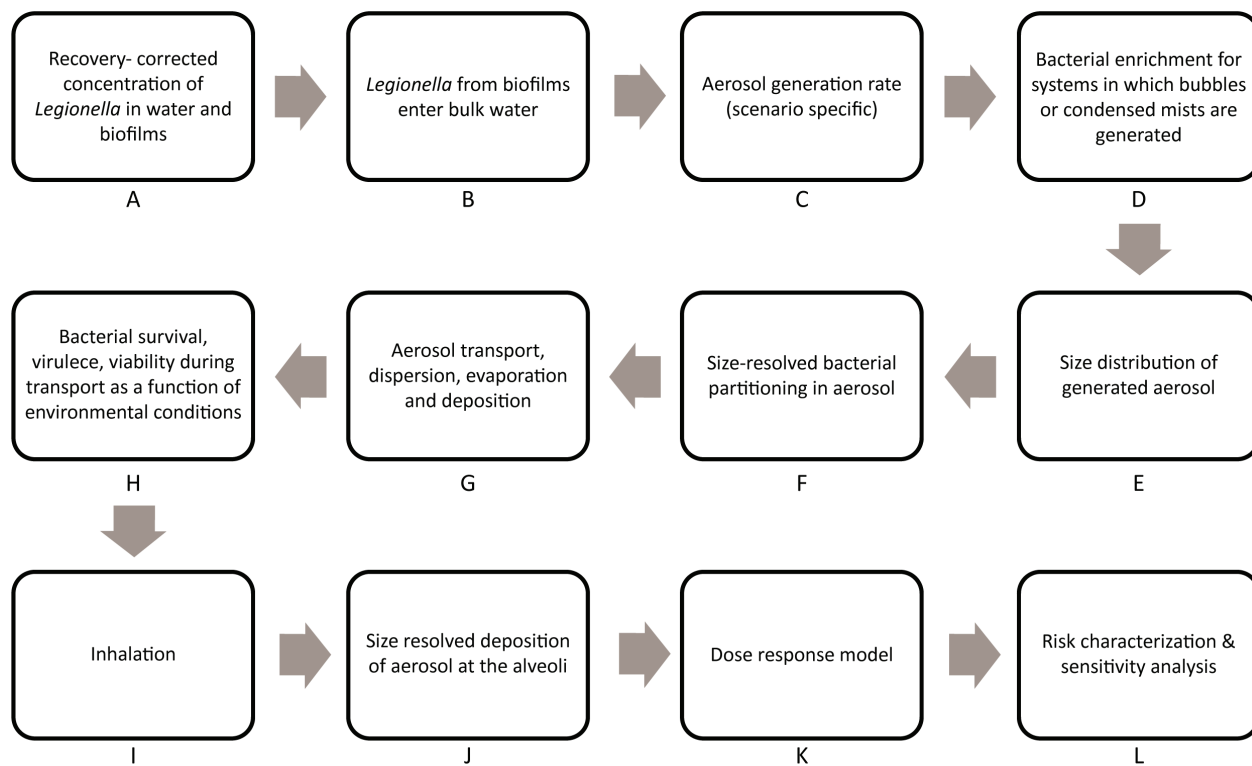 Recovery- corrected
concentration of
Legionella in water and
biofilms
A
Legionella from biofilms
enter bulk water
B
Aerosol generation rate
(scenario specific)
C
Bacterial enrichment for
systems in which bubbles
or condensed mists are
generated
D
Size distribution of
generated aerosol
E
Size-resolved bacterial
partitioning in aerosol
F
Aerosol transport,
dispersion, evaporation
and deposition
G
Bacterial survival,
virulece, viability during
transport as a function of
environmental conditions
H
Inhalation
I
Size resolved deposition
of aerosol at the alveoli
J
Dose response model
K
Risk characterization &
sensitivity analysis
L